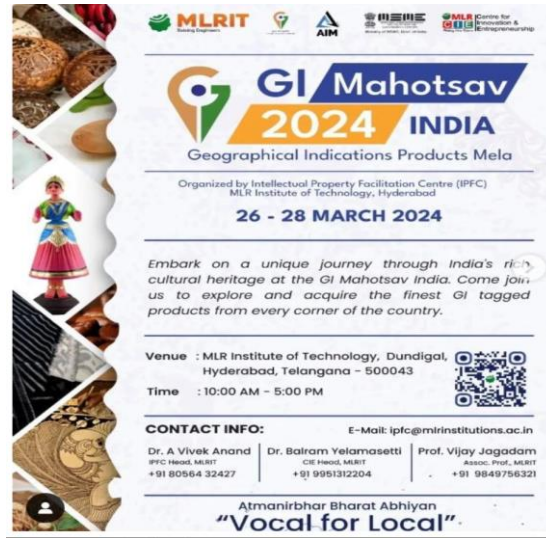 MLRIT
AIM
MSME
MLR
CIE
Centre for
Innovation &
Entrepreneurship
GI Mahotsav
2024 INDIA
Geographical Indications Products Mela
Organized by Intellectual Property Facilitation Centre (IPFC)
MLR Institute of Technology, Hyderabad
26 - 28 MARCH 2024
Embark on a unique journey through India's rich
cultural heritage at the GI Mahotsav India. Come join
us to explore and acquire the finest GI tagged
products from every corner of the country.
Venue : MLR Institute of Technology, Dundigal,
Hyderabad, Telangana - 500043
Time : 10:00 AM - 5:00 PM
CONTACT INFO:
E-Mail: ipfc@mlrinstitutions.ac.in
Dr. A Vivek Anand
IPFC Head, MLRIT
+91 80564 32427
Dr. Balram Yelamasetti
CIE Head, MLRIT
+91 9951312204
Prof. Vijay Jagadam
Assoc. Prof., MLRIT
+91 9849756321
Atmanirbhar Bharat Abhiyan
“Vocal for Local”